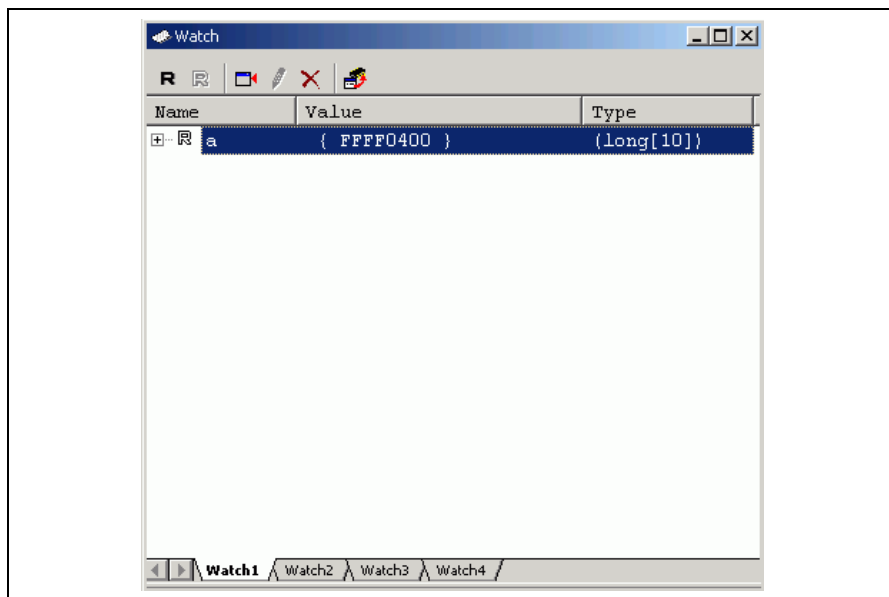 Watch
R R
Name Value Type
R a { FFFF0400 } (long[10])
Watch1 Watch2 Watch3 Watch4